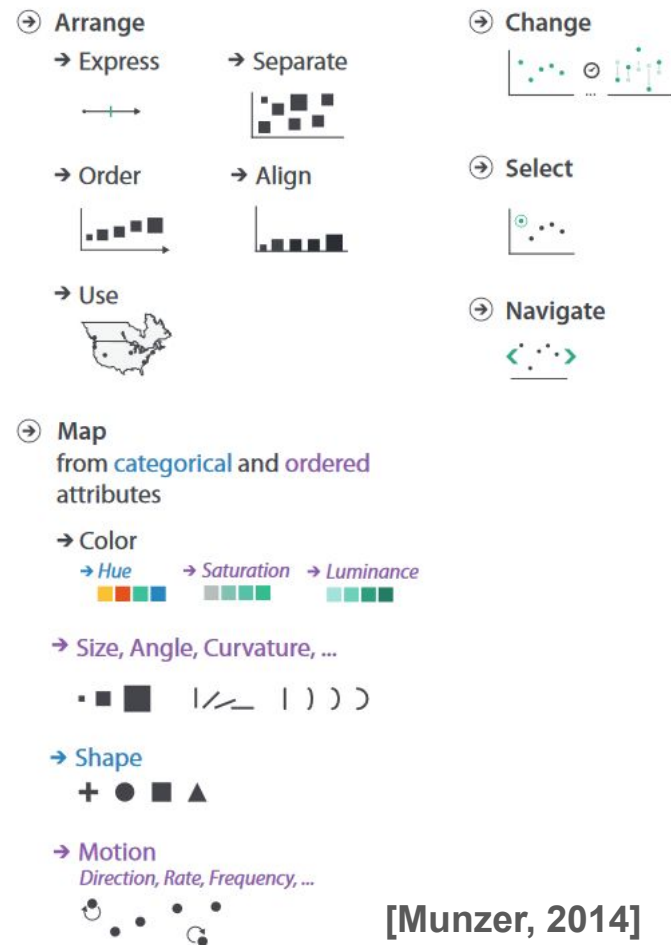 Arrange
→ Express
→ Separate
→ Order
→ Align
→ Use
Change
...
Select
Navigate
Map
from categorical and ordered
attributes
→ Color
→ Hue → Saturation → Luminance
→ Size, Angle, Curvature, ...
→ Shape
→ Motion
Direction, Rate, Frequency, ...
[Munzer, 2014]